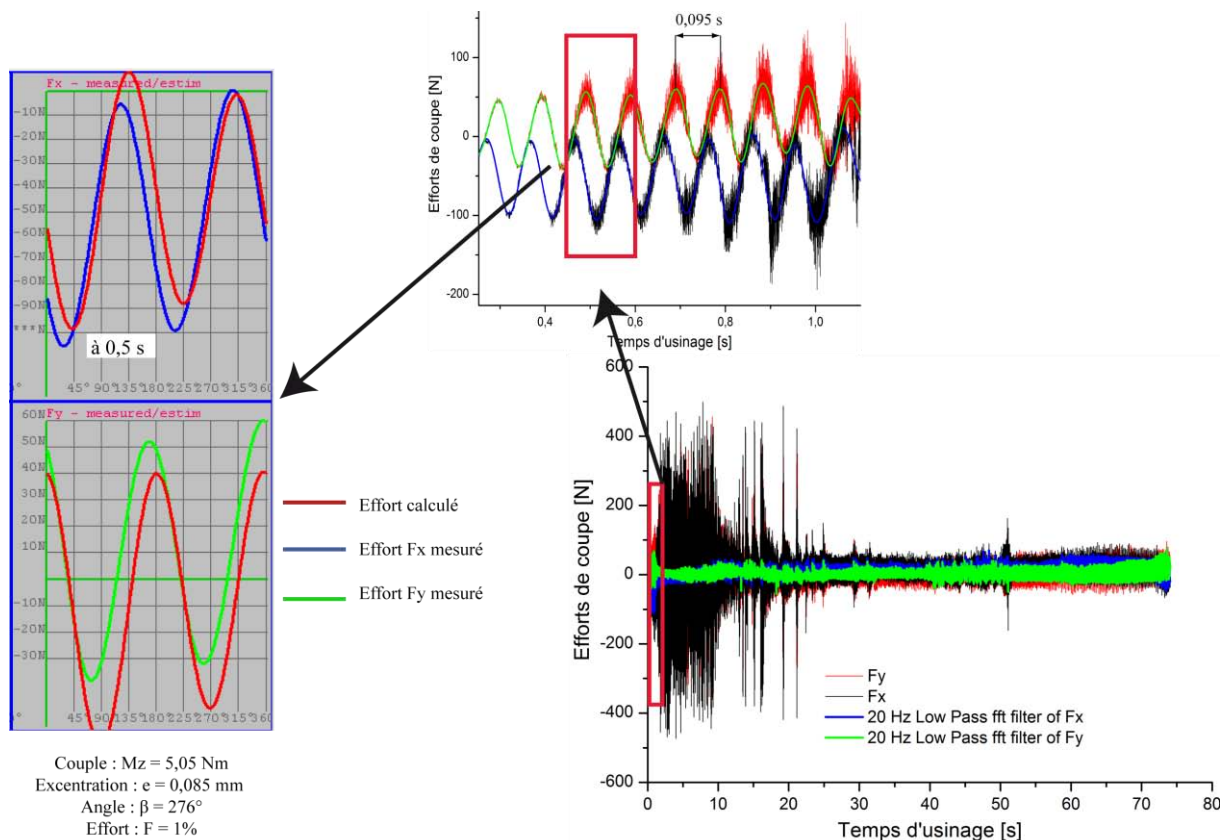 Fx - measured/estim
-10N
-20N
-30N
-40N
-50N
-60N
-70N
-80N
-90N
***N
à 0,5 s
45° 90° 135° 180° 225° 270° 315° 360
Fy - measured/estim
60N
50N
40N
30N
20N
10N
-10N
-20N
-30N
45° 90° 135° 180° 225° 270° 315° 360
Couple : Mz = 5,05 Nm
Excentration : e = 0,085 mm
Angle : β = 276°
Effort : F = 1%
Effort calculé
Effort Fx mesuré
Effort Fy mesuré
0,095 s
Efforts de coupe [N]
100
0
-100
-200
0,4 0,6 0,8 1,0
Temps d'usinage [s]
Efforts de coupe [N]
600
400
200
0
-200
-400
-600
Fy
Fx
20 Hz Low Pass fft filter of Fx
20 Hz Low Pass fft filter of Fy
0 10 20 30 40 50 60 70 80
Temps d'usinage [s]